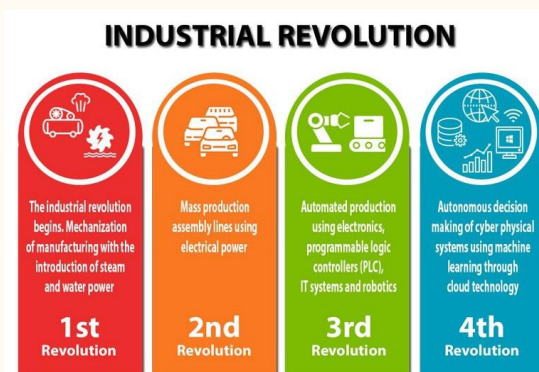 INDUSTRIAL REVOLUTION
The industrial revolution
begins. Mechanization
of manufacturing with the
introduction of steam
and water power
1st
Revolution
Mass production
assembly lines using
electrical power
2nd
Revolution
Automated production
using electronics,
programmable logic
controllers (PLC),
IT systems and robotics
3rd
Revolution
Autonomous decision
making of cyber physical
systems using machine
learning through
cloud technology
4th
Revolution